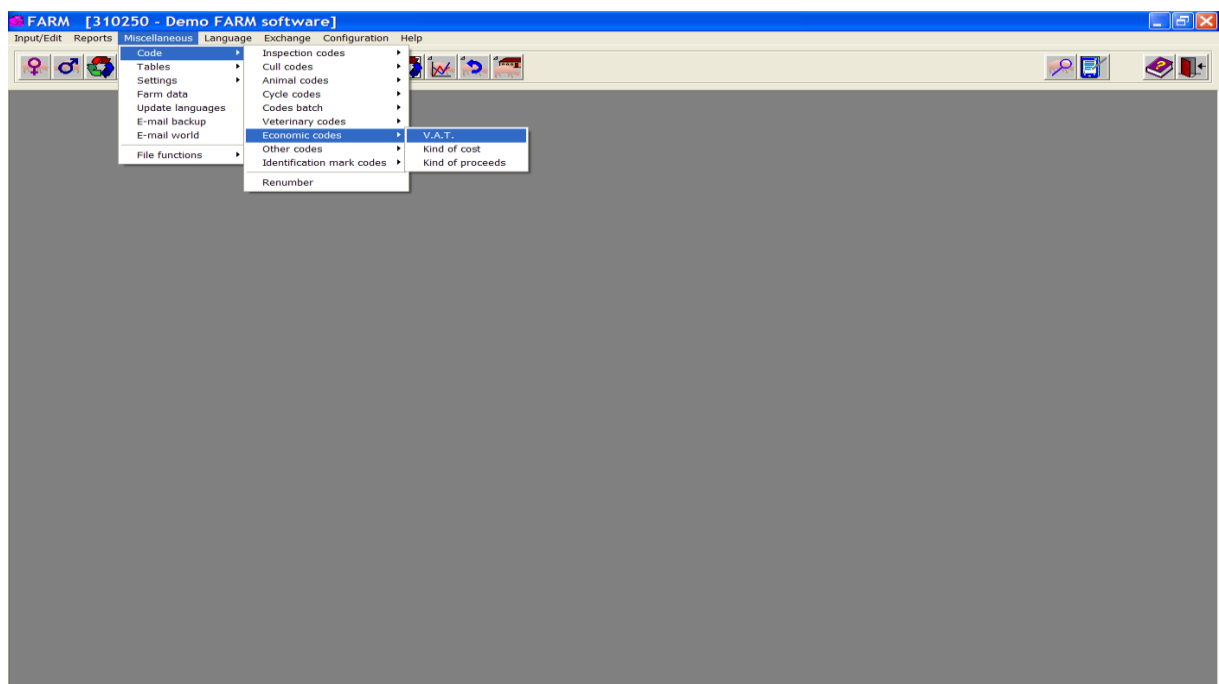 FARM [310250 - Demo FARM software]
Input/Edit Reports Miscellaneous Language Exchange Configuration Help
Code
Tables
Settings
Farm data
Update languages
E-mail backup
E-mail world
File functions
Inspection codes
Cull codes
Animal codes
Cycle codes
Codes batch
Veterinary codes
Economic codes
Other codes
Identification mark codes
Renumber
V.A.T.
Kind of cost
Kind of proceeds